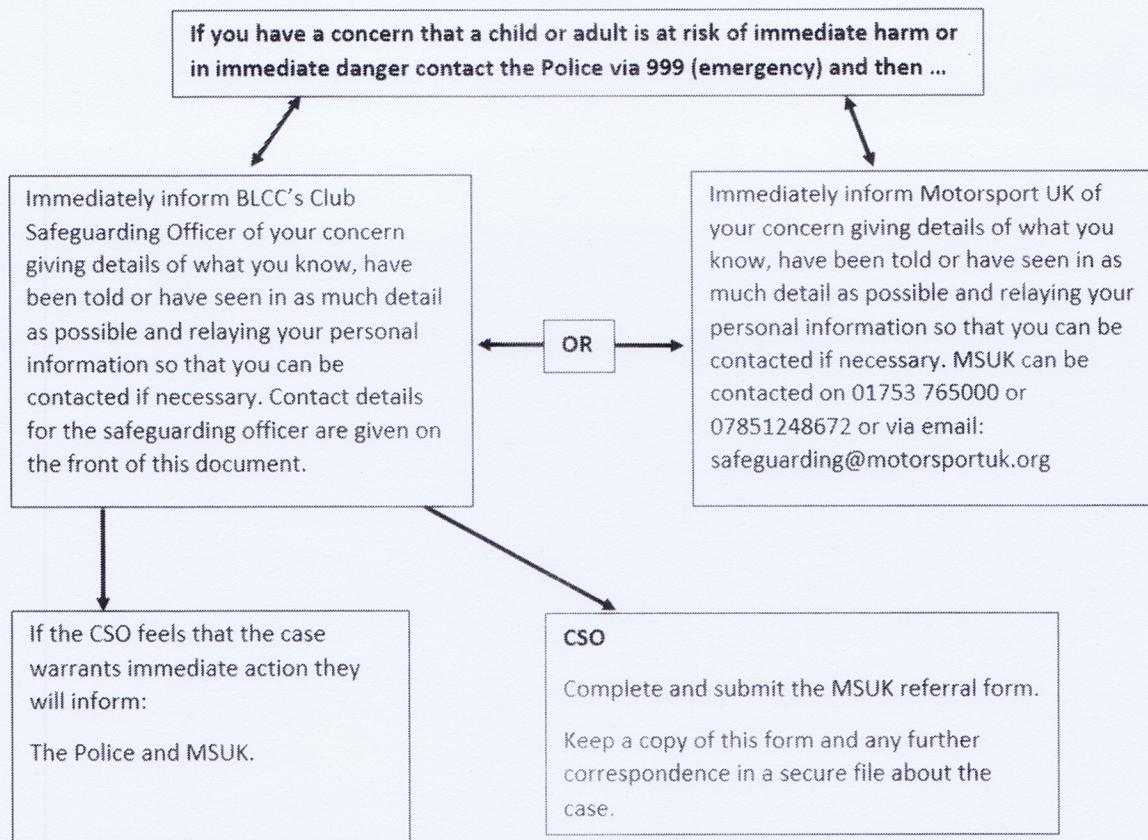 If you have a concern that a child or adult is at risk of immediate harm or
in immediate danger contact the Police via 999 (emergency) and then ...
Immediately inform BLCC's Club
Safeguarding Officer of your concern
giving details of what you know, have
been told or have seen in as much detail
as possible and relaying your personal
information so that you can be
contacted if necessary. Contact details
for the safeguarding officer are given on
the front of this document.
OR
Immediately inform Motorsport UK of
your concern giving details of what you
know, have been told or have seen in as
much detail as possible and relaying your
personal information so that you can be
contacted if necessary. MSUK can be
contacted on 01753 765000 or
07851248672 or via email:
safeguarding@motorsportuk.org
If the CSO feels that the case
warrants immediate action they
will inform:
The Police and MSUK.
CSO
Complete and submit the MSUK referral form.
Keep a copy of this form and any further
correspondence in a secure file about the
case.